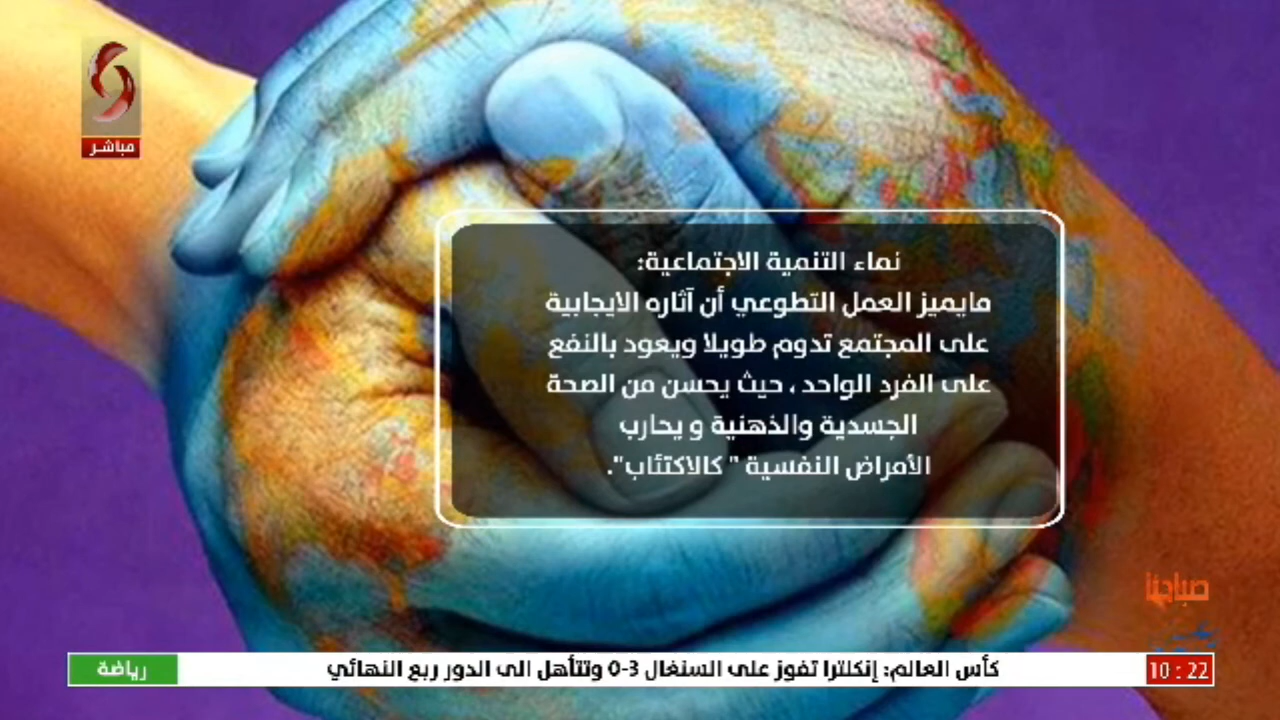 مباشر
نماء التنمية الاجتماعية:
مايميز العمل التطوعي أن آثاره الايجابية
على المجتمع تدوم طويلا ويعود بالنفع
على الفرد الواحد ، حيث يحسن من الصحة
الجسدية والذهنية و يحارب
الأمراض النفسية " كالاكتئاب".
صباحنا
رياضة
كأس العالم: إنكلترا تفوز على السنغال 3-0 وتتأهل الى الدور ربع النهائي
10:22